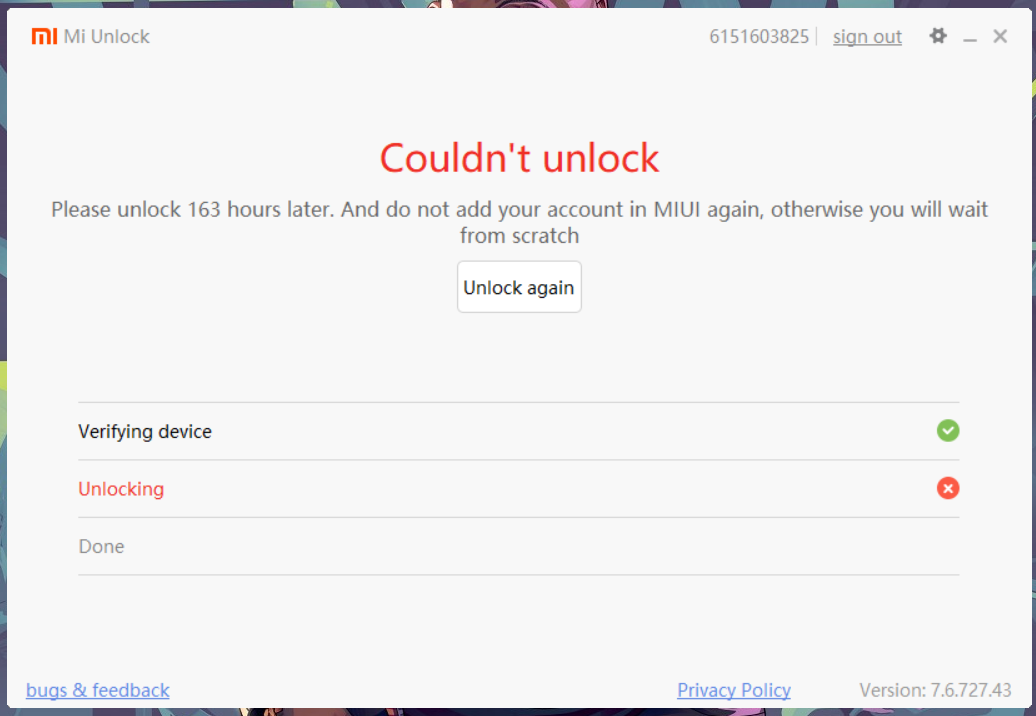 mi Mi Unlock 6151603825 sign out
Couldn't unlock
Please unlock 163 hours later. And do not add your account in MIUI again, otherwise you will wait
from scratch
Unlock again
Verifying device
Unlocking
Done
bugs & feedback Privacy Policy Version: 7.6.727.43